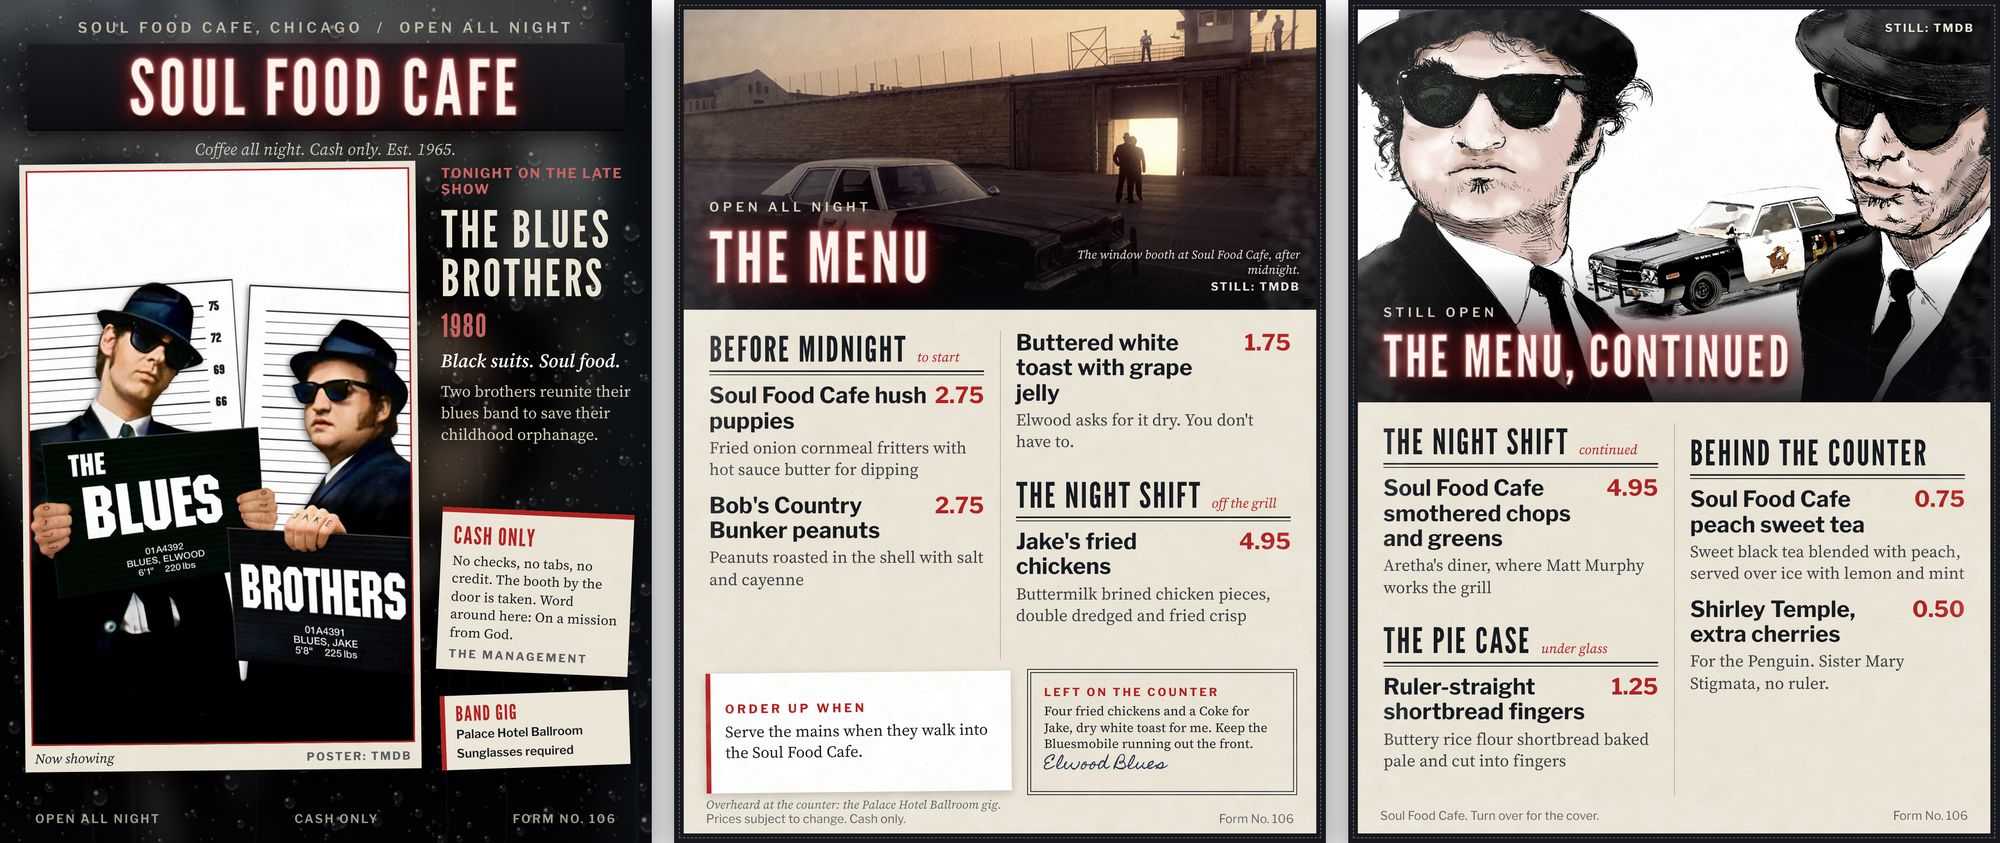 SOUL FOOD CAFE, CHICAGO / OPEN ALL NIGHT
SOUL FOOD CAFE
Coffee all night. Cash only. Est. 1965.
75
72
69
66
THE
BLUES
01A4392
BLUES, ELWOOD
6'1" 220 lbs
JAKE
BROTHERS
01A4391
BLUES, JAKE
5'8" 225 lbs
Now showing
POSTER: TMDB
TONIGHT ON THE LATE
SHOW
THE BLUES
BROTHERS
1980
Black suits. Soul food.
Two brothers reunite their
blues band to save their
childhood orphanage.
CASH ONLY
No checks, no tabs, no
credit. The booth by the
door is taken. Word
around here: On a mission
from God.
THE MANAGEMENT
BAND GIG
Palace Hotel Ballroom
Sunglasses required
OPEN ALL NIGHT
CASH ONLY
FORM NO. 106
OPEN ALL NIGHT
THE MENU
The window booth at Soul Food Cafe, after
midnight.
STILL: TMDB
BEFORE MIDNIGHT to start
Soul Food Cafe hush 2.75
puppies
Fried onion cornmeal fritters with
hot sauce butter for dipping
Bob's Country 2.75
Bunker peanuts
Peanuts roasted in the shell with salt
and cayenne
Buttered white 1.75
toast with grape
jelly
Elwood asks for it dry. You don't
have to.
THE NIGHT SHIFT off the grill
Jake's fried 4.95
chickens
Buttermilk brined chicken pieces,
double dredged and fried crisp
ORDER UP WHEN
Serve the mains when they walk into
the Soul Food Cafe.
LEFT ON THE COUNTER
Four fried chickens and a Coke for
Jake, dry white toast for me. Keep the
Bluesmobile running out the front.
Elwood Blues
Overheard at the counter: the Palace Hotel Ballroom gig.
Prices subject to change. Cash only.
Form No. 106
STILL: TMDB
STILL OPEN
THE MENU, CONTINUED
THE NIGHT SHIFT continued
Soul Food Cafe 4.95
smothered chops
and greens
Aretha's diner, where Matt Murphy
works the grill
THE PIE CASE under glass
Ruler-straight 1.25
shortbread fingers
Buttery rice flour shortbread baked
pale and cut into fingers
BEHIND THE COUNTER
Soul Food Cafe 0.75
peach sweet tea
Sweet black tea blended with peach,
served over ice with lemon and mint
Shirley Temple, 0.50
extra cherries
For the Penguin. Sister Mary
Stigmata, no ruler.
Soul Food Cafe. Turn over for the cover.
Form No. 106